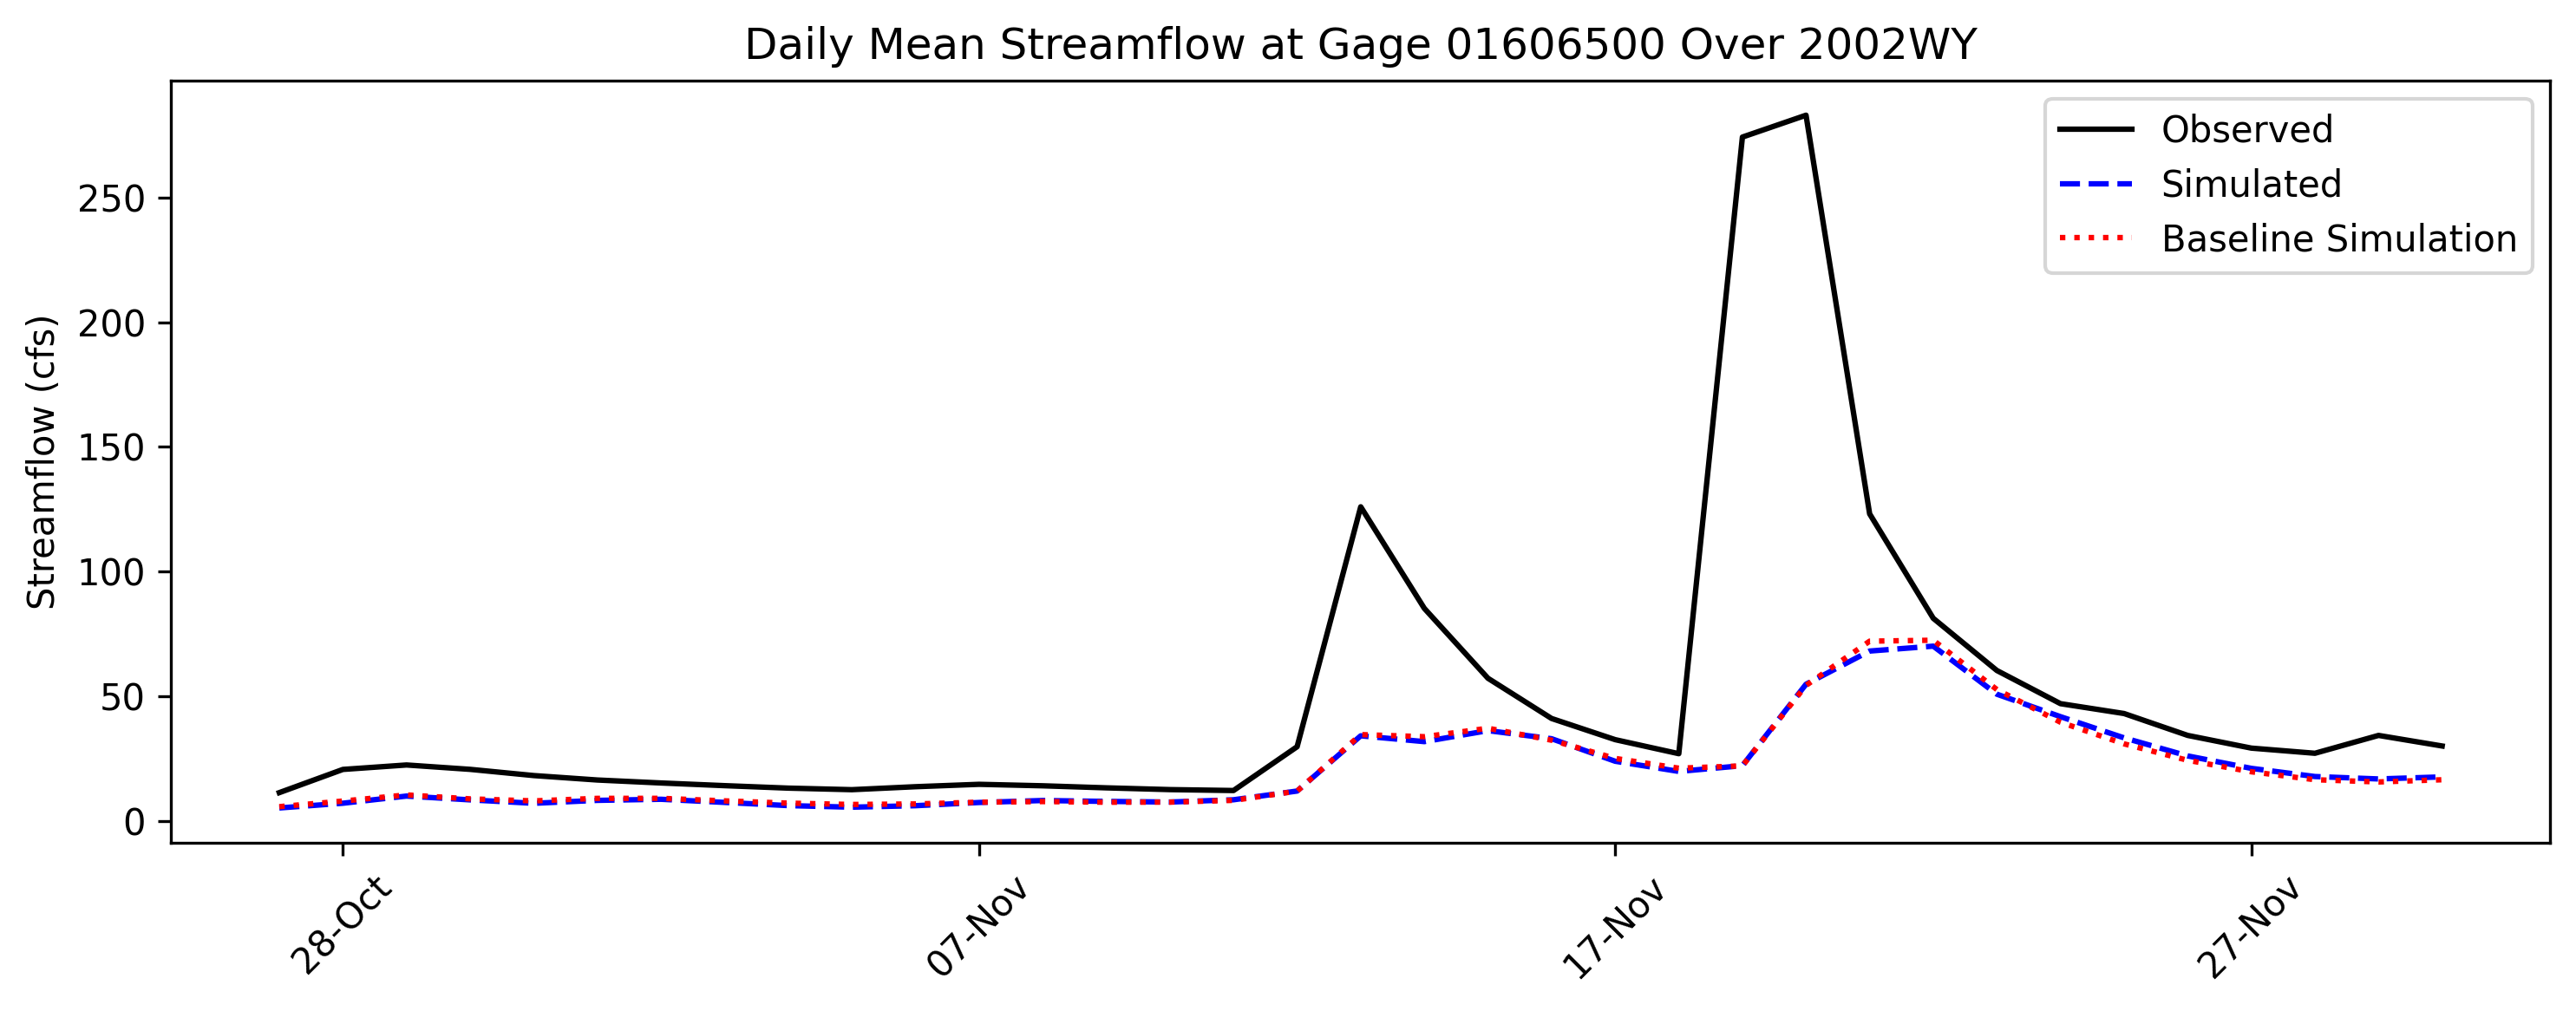 Daily Mean Streamflow at Gage 01606500 Over 2002WY
Observed
Simulated
Baseline Simulation
Streamflow (cfs)
250
200
150
100
50
0
28-Oct
07-Nov
17-Nov
27-Nov